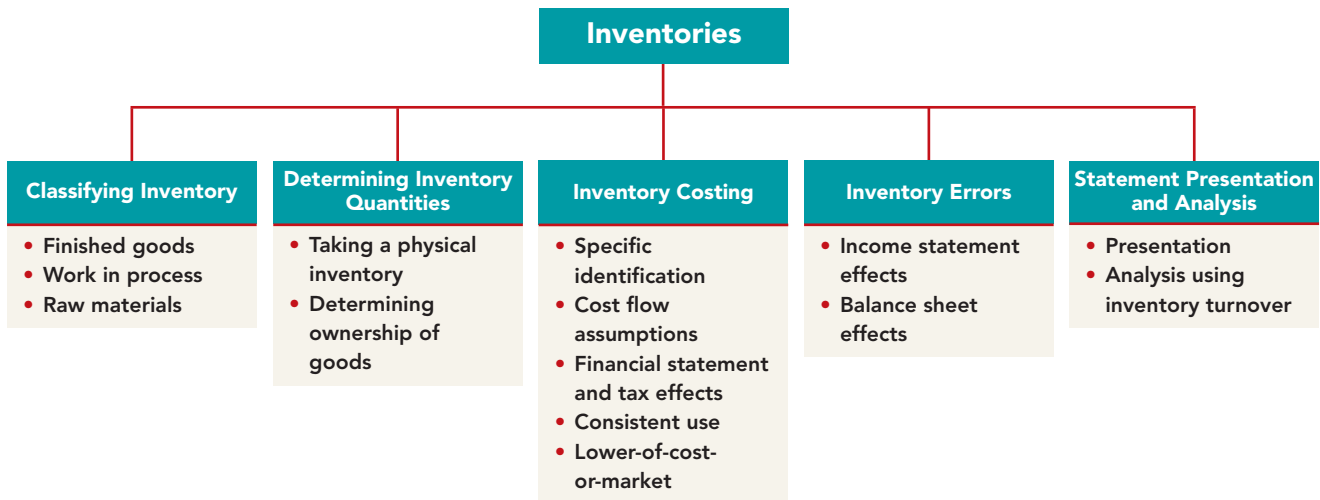 Inventories
Classifying Inventory
• Finished goods
• Work in process
• Raw materials
Determining Inventory
Quantities
• Taking a physical
inventory
• Determining
ownership of
goods
Inventory Costing
• Specific
identification
• Cost flow
assumptions
• Financial statement
and tax effects
• Consistent use
• Lower-of-cost-
or-market
Inventory Errors
• Income statement
effects
• Balance sheet
effects
Statement Presentation
and Analysis
• Presentation
• Analysis using
inventory turnover